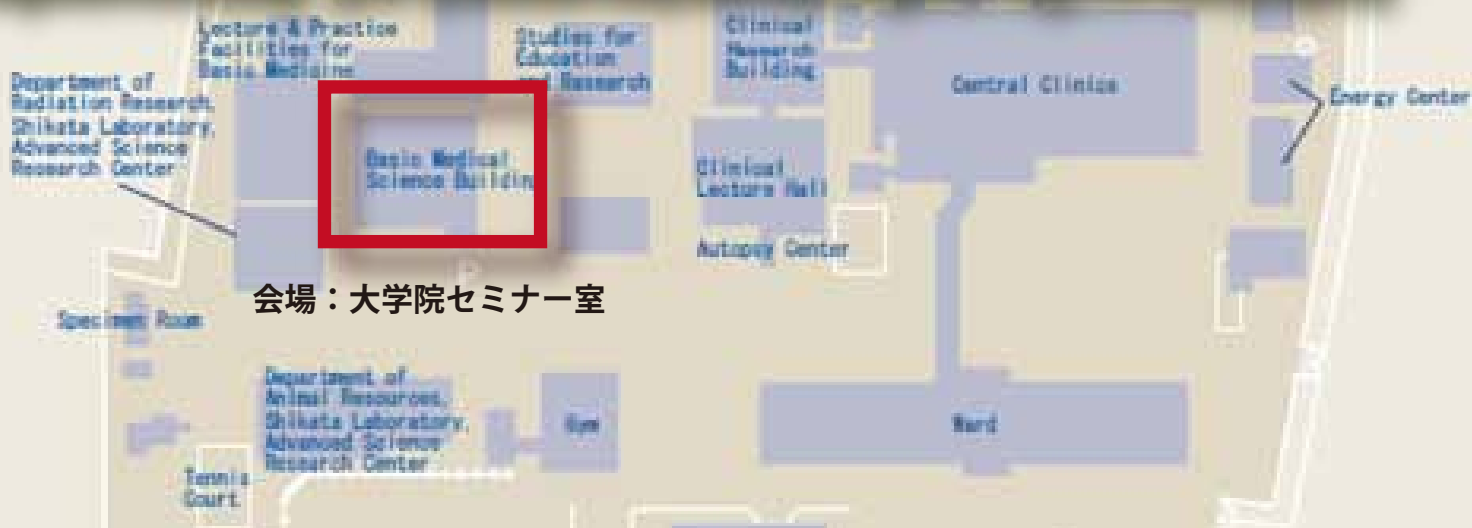 Lecture & Practice
Facilities for
Basic Medicine
Studies for
Education
and Research
Clinical
Research
Building
Central Clinics
Energy Center
Department of
Radiation Research,
Shikata Laboratory,
Advanced Science
Research Center
Basic Medical
Science Building
Clinical
Lecture Hall
Autopsy Center
会場：大学院セミナー室
Specimen Room
Department of
Animal Resources,
Shikata Laboratory,
Advanced Science
Research Center
Gym
Ward
Tennis
Court